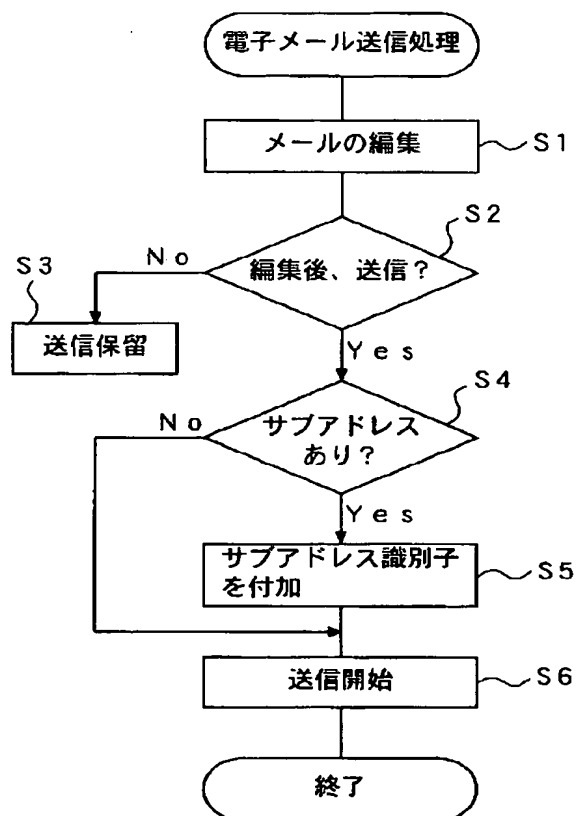 電子メール送信処理
メールの編集
S1
編集後、送信?
S2
No
S3
送信保留
Yes
サブアドレス
あり?
S4
No
Yes
サブアドレス識別子
を付加
S5
送信開始
S6
終了